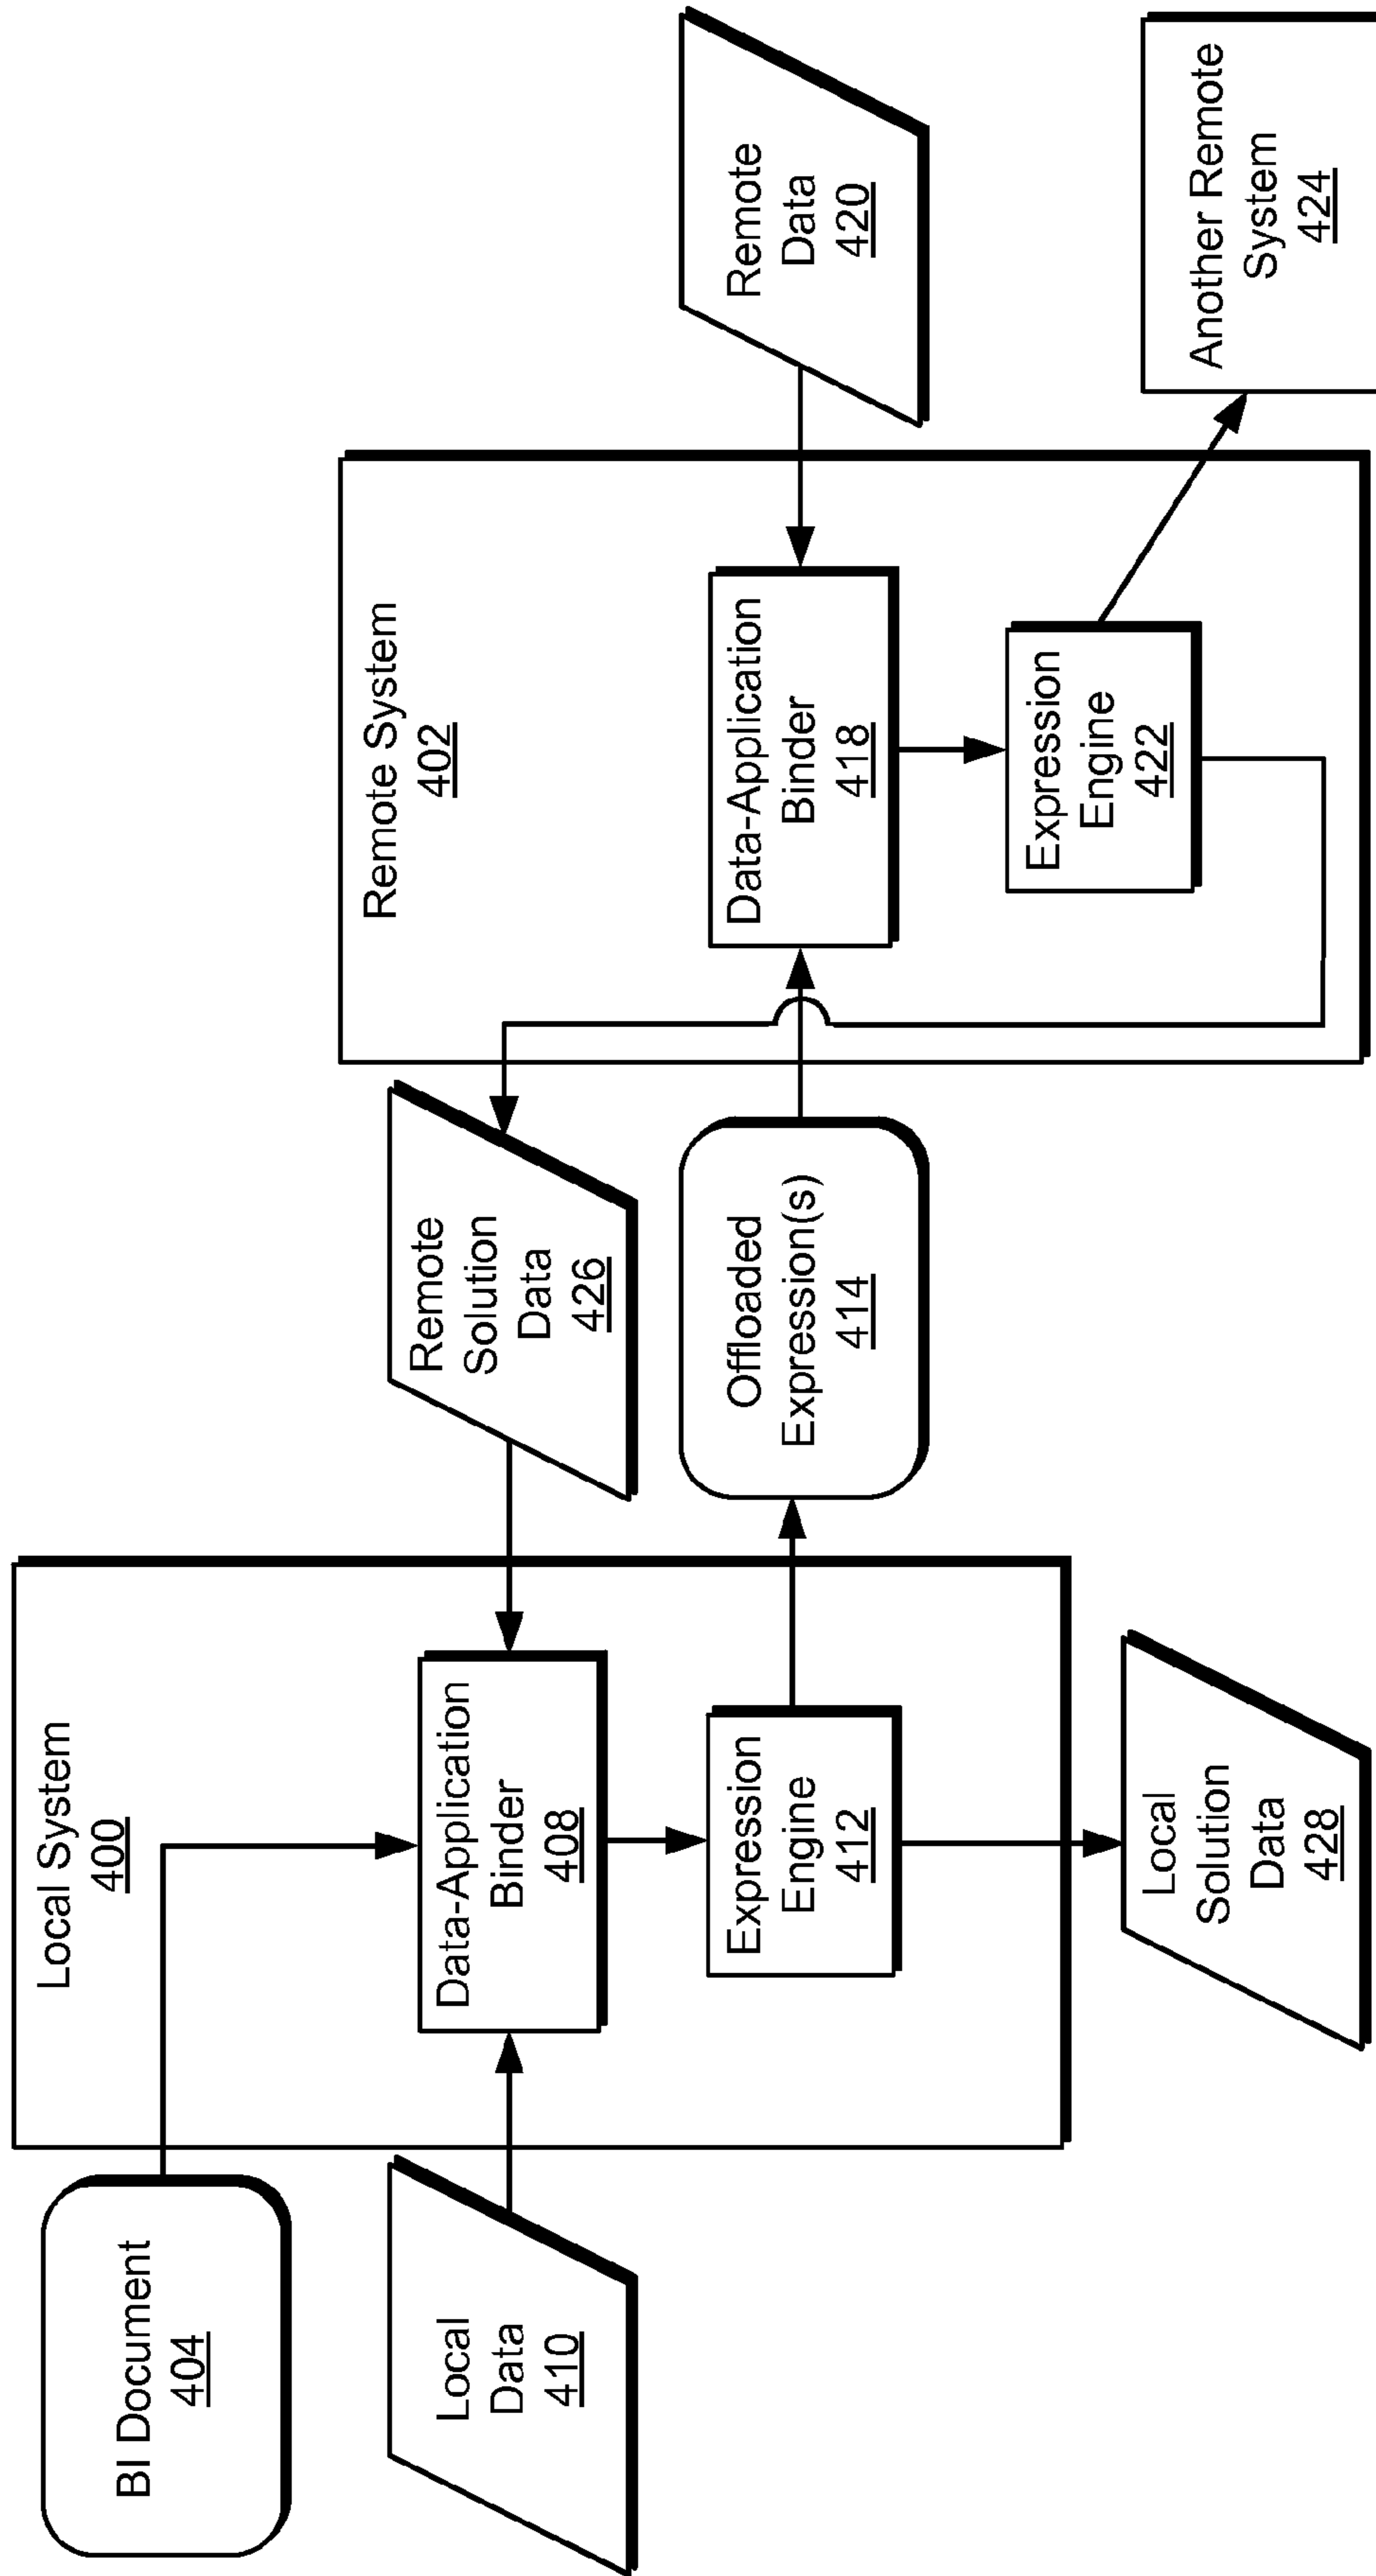 BI Document
404
Local System
400
Local
Data
410
Data-Application
Binder
408
Expression
Engine
412
Local
Solution
Data
428
Remote
Solution
Data
426
Offloaded
Expression(s)
414
Remote System
402
Data-Application
Binder
418
Expression
Engine
422
Remote
Data
420
Another Remote
System
424